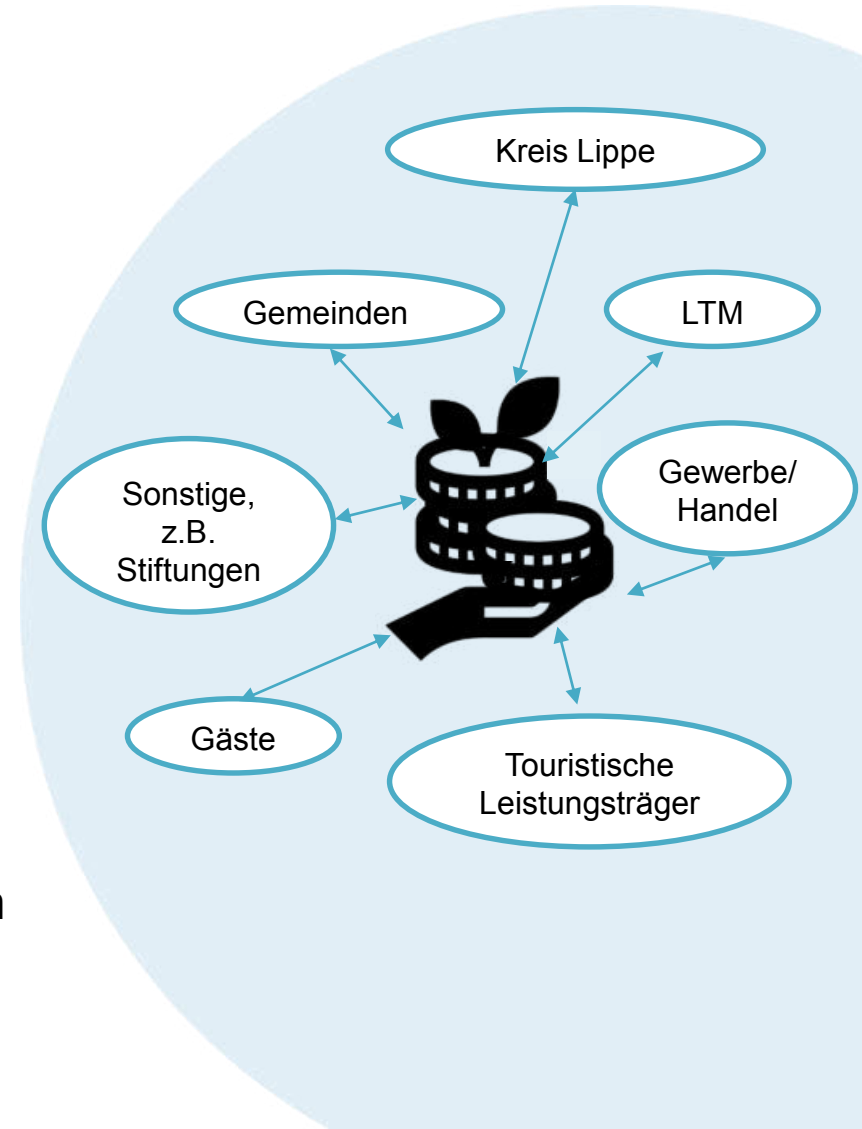 Kreis Lippe
Gemeinden
LTM
Gewerbe/
Handel
Sonstige,
z.B.
Stiftungen
Gäste
Touristische
Leistungsträger